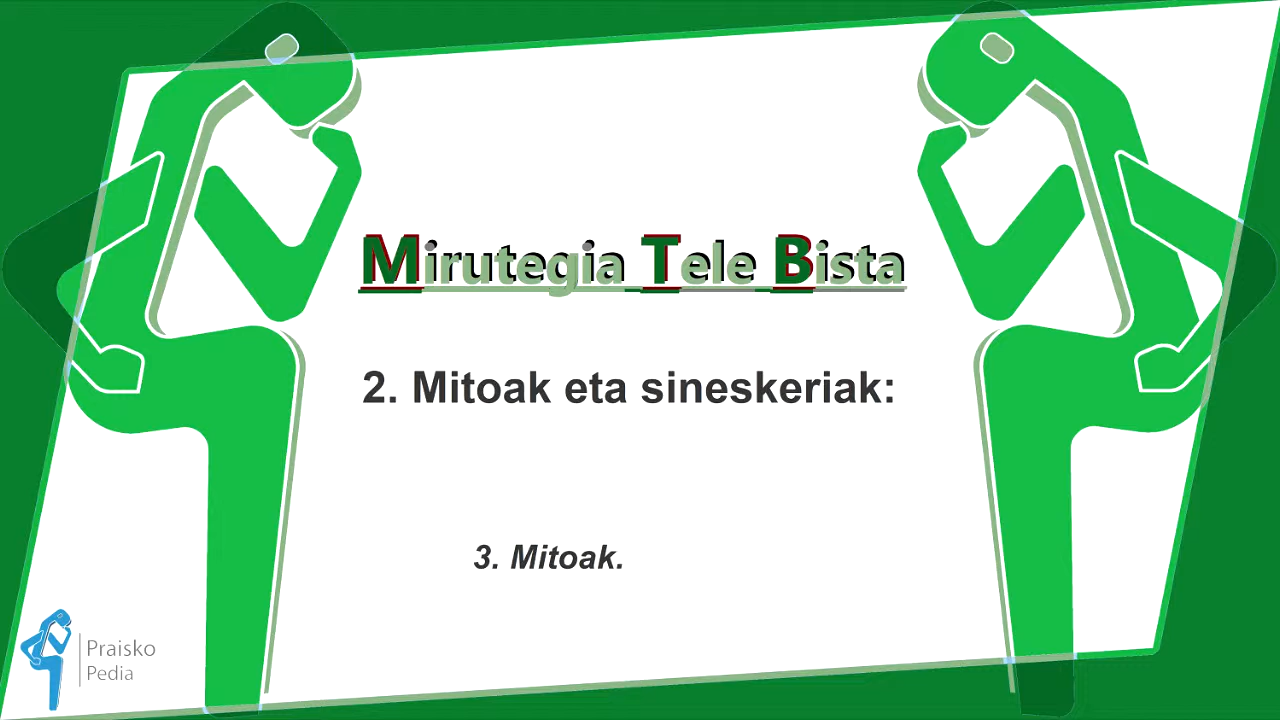 Mirutegia Tele Bista
2. Mitoak eta sineskeriak:
3. Mitoak.
Praisko
Pedia